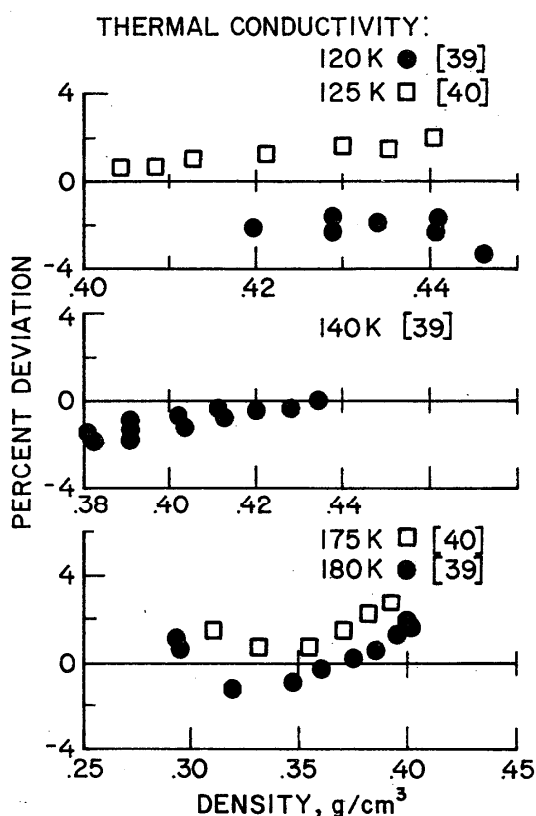 THERMAL CONDUCTIVITY:
120 K ● [39]
125 K □ [40]
4
0
-4
.40 .42 .44
PERCENT DEVIATION
140 K [39]
4
0
-4
.38 .40 .42 .44
175 K □ [40]
180 K ● [39]
4
0
-4
.25 .30 .35 .40 .45
DENSITY, g/cm³